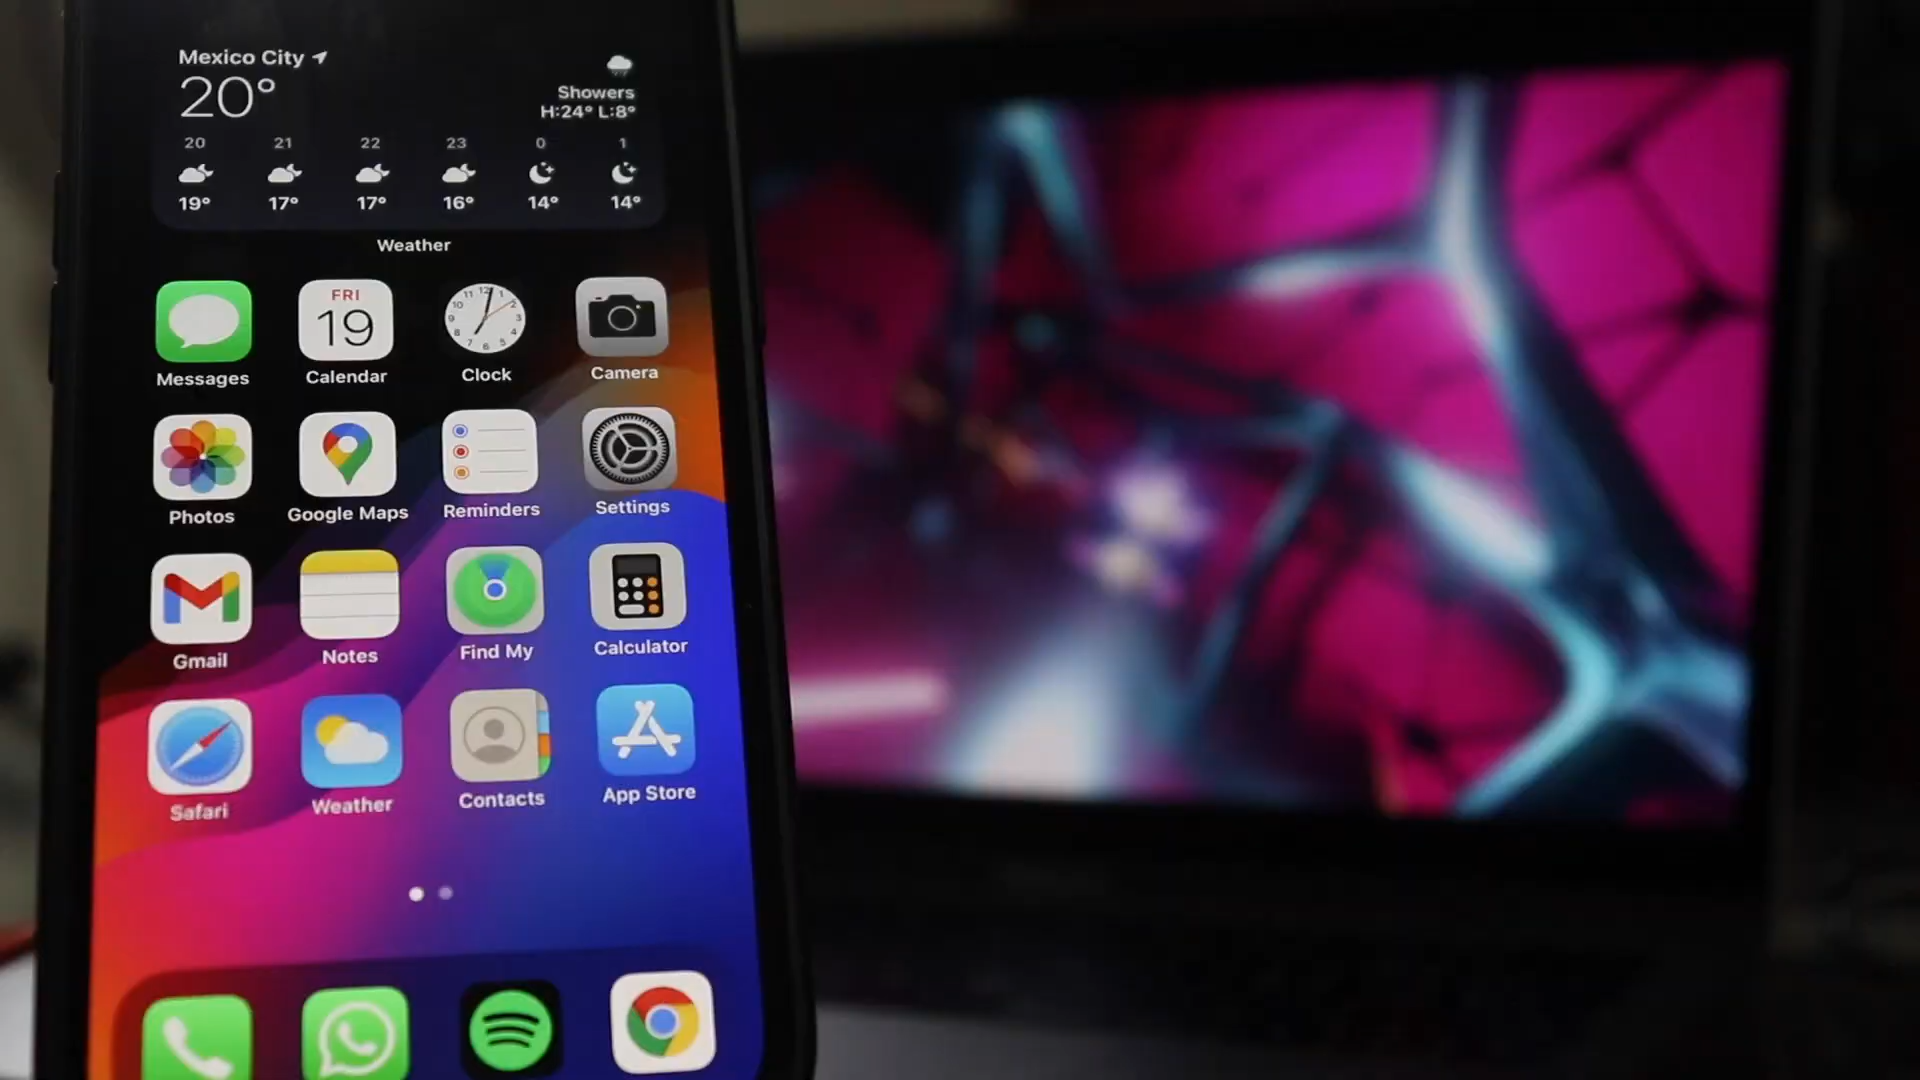 Mexico City
20°
Showers
H:24° L:8°
20 21 22 23 0 1
19° 17° 17° 16° 14° 14°
Weather
FRI
19
Messages Calendar Clock Camera
Photos Google Maps Reminders Settings
Gmail Notes Find My Calculator
Safari Weather Contacts App Store